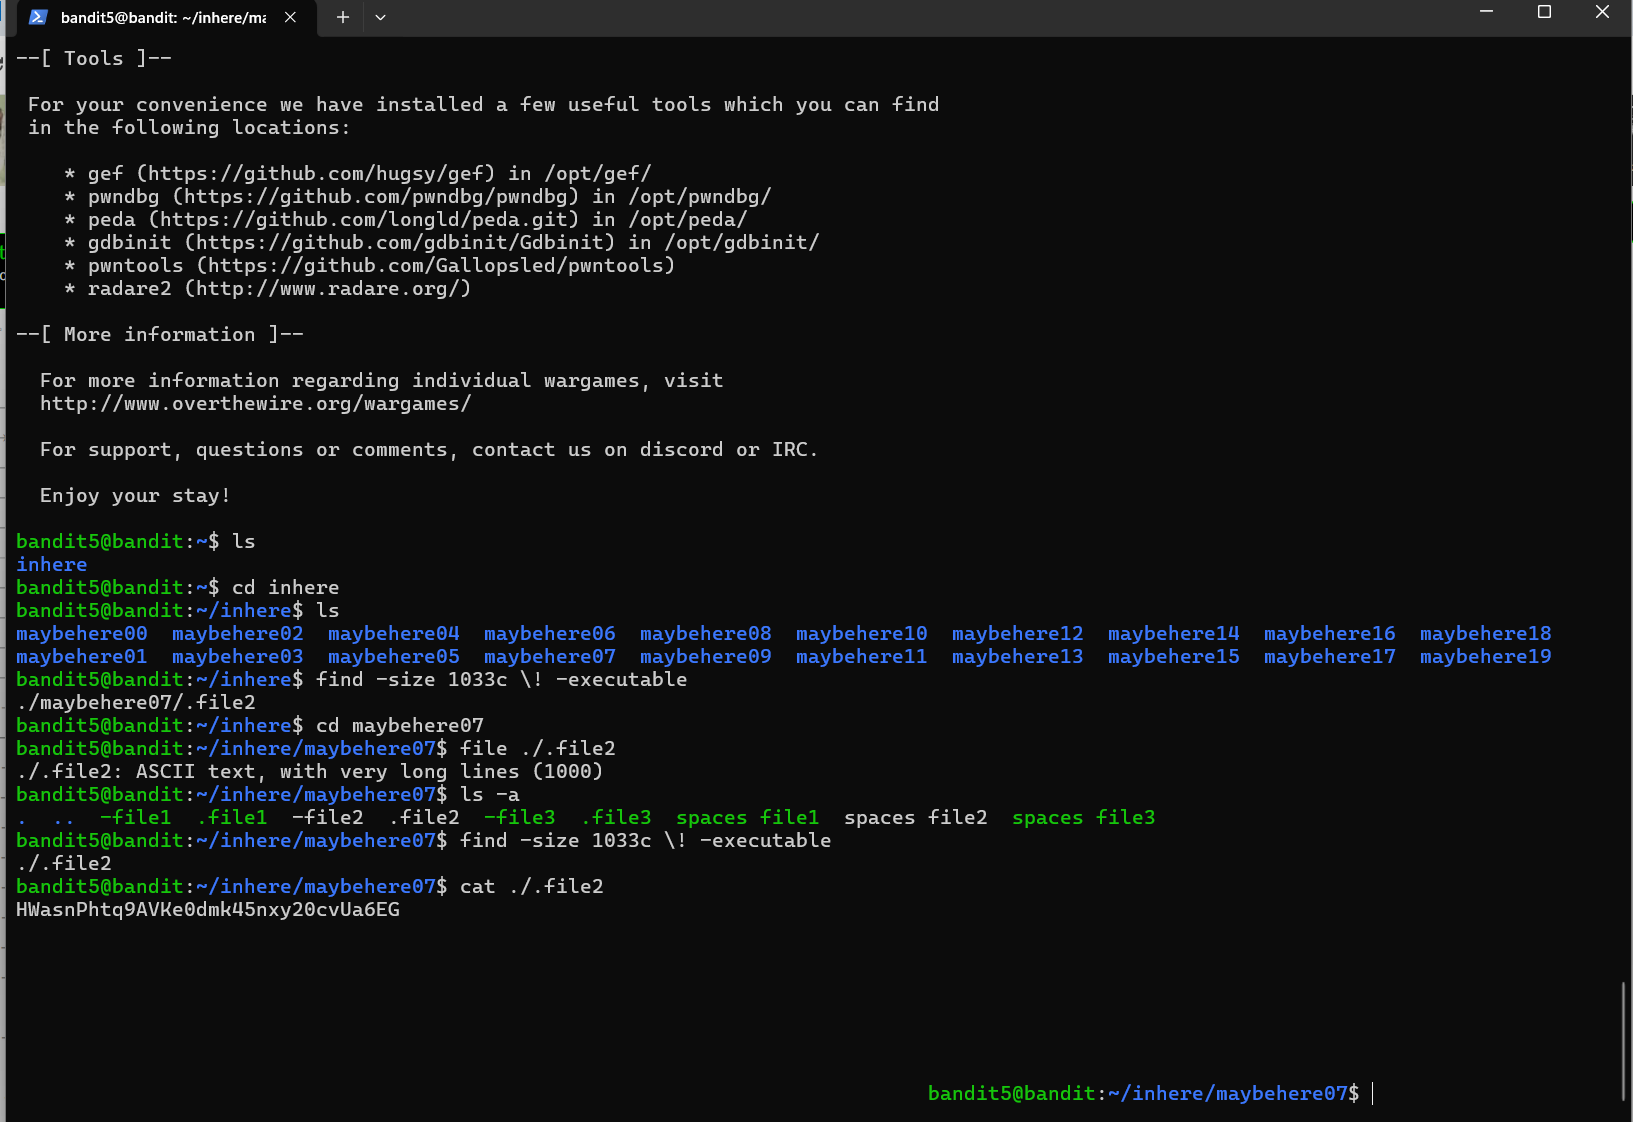 bandit5@bandit: ~/inhere/ma
--[ Tools ]--
For your convenience we have installed a few useful tools which you can find
in the following locations:
* gef (https://github.com/hugsy/gef) in /opt/gef/
* pwndbg (https://github.com/pwndbg/pwndbg) in /opt/pwndbg/
* peda (https://github.com/longld/peda.git) in /opt/peda/
* gdbinit (https://github.com/gdbinit/Gdbinit) in /opt/gdbinit/
* pwntools (https://github.com/Gallopsled/pwntools)
* radare2 (http://www.radare.org/)
--[ More information ]--
For more information regarding individual wargames, visit
http://www.overthewire.org/wargames/
For support, questions or comments, contact us on discord or IRC.
Enjoy your stay!
bandit5@bandit:~$ ls
inhere
bandit5@bandit:~$ cd inhere
bandit5@bandit:~/inhere$ ls
maybehere00  maybehere02  maybehere04  maybehere06  maybehere08  maybehere10  maybehere12  maybehere14  maybehere16  maybehere18
maybehere01  maybehere03  maybehere05  maybehere07  maybehere09  maybehere11  maybehere13  maybehere15  maybehere17  maybehere19
bandit5@bandit:~/inhere$ find -size 1033c \! -executable
./maybehere07/.file2
bandit5@bandit:~/inhere$ cd maybehere07
bandit5@bandit:~/inhere/maybehere07$ file ./.file2
./.file2: ASCII text, with very long lines (1000)
bandit5@bandit:~/inhere/maybehere07$ ls -a
.  ..  -file1  .file1  -file2  .file2  -file3  .file3  spaces file1  spaces file2  spaces file3
bandit5@bandit:~/inhere/maybehere07$ find -size 1033c \! -executable
./.file2
bandit5@bandit:~/inhere/maybehere07$ cat ./.file2
HWasnPhtq9AVKe0dmk45nxy20cvUa6EG
bandit5@bandit:~/inhere/maybehere07$